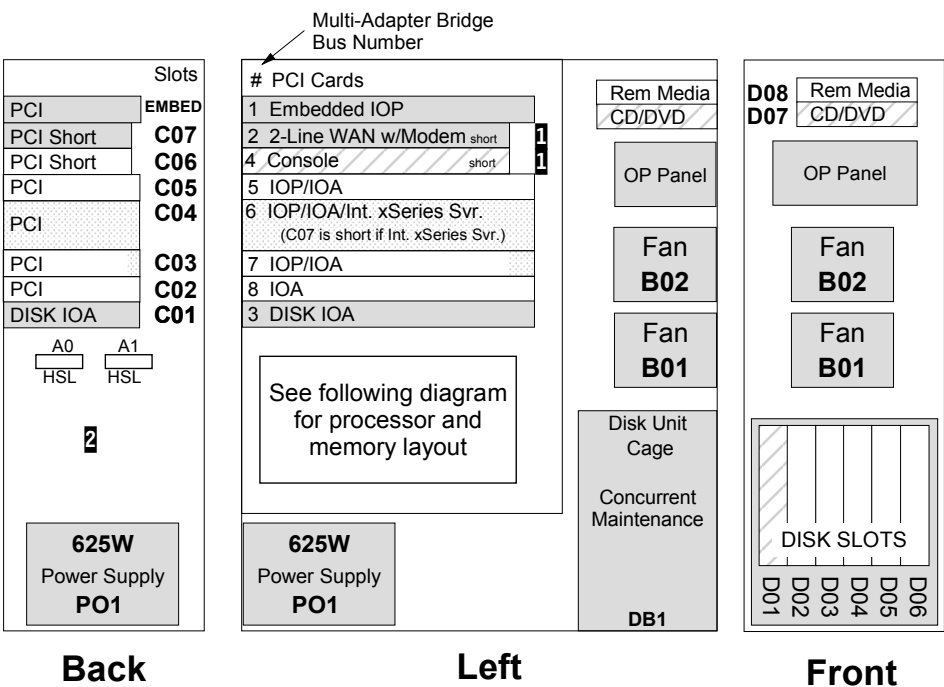 Multi-Adapter Bridge
Bus Number
Slots
PCI EMBED
PCI Short C07
PCI Short C06
PCI C05
PCI C04
PCI C03
PCI C02
DISK IOA C01
A0 A1
HSL HSL
2
625W
Power Supply
PO1
Back
# PCI Cards
1 Embedded IOP
2 2-Line WAN w/Modem short 1
4 Console short 1
5 IOP/IOA
6 IOP/IOA/Int. xSeries Svr.
(C07 is short if Int. xSeries Svr.)
7 IOP/IOA
8 IOA
3 DISK IOA
See following diagram
for processor and
memory layout
625W
Power Supply
PO1
Rem Media
CD/DVD
OP Panel
Fan
B02
Fan
B01
Disk Unit
Cage
Concurrent
Maintenance
DB1
Left
D08 Rem Media
D07 CD/DVD
OP Panel
Fan
B02
Fan
B01
DISK SLOTS
D01 D02 D03 D04 D05 D06
Front